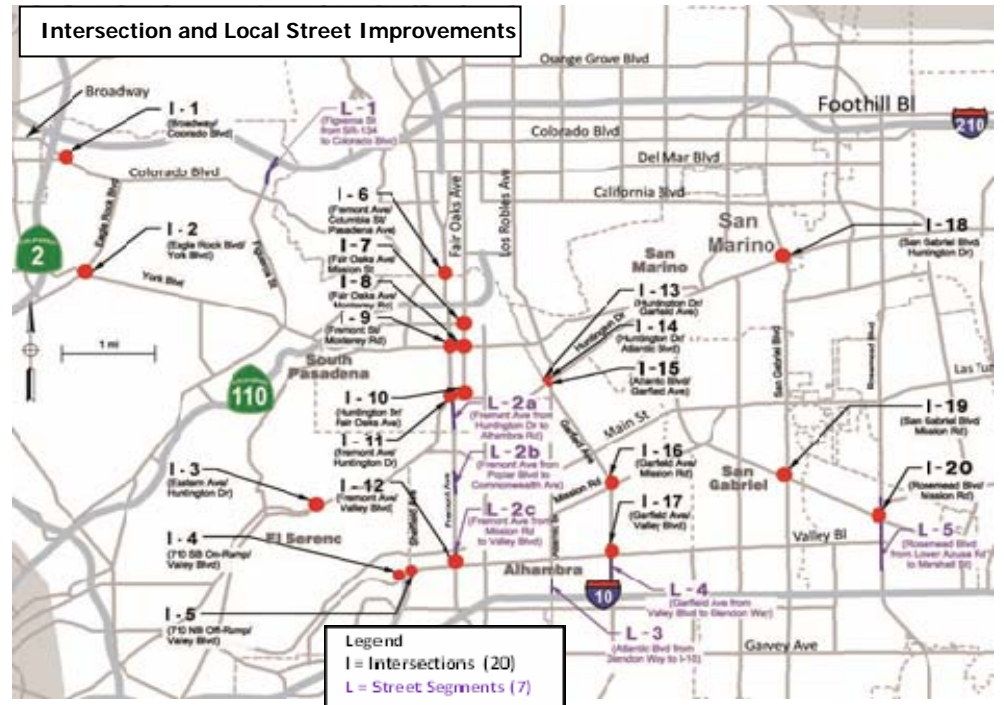 Intersection and Local Street Improvements
Broadway
I - 1
(Broadway/
Coorado Blvd)
L - 1
(Figueroa St
from SR-134
to Colorado Blvd)
Orange Grove Blvd
Foothill Bl
210
Colorado Blvd
Del Mar Blvd
California Blvd
Colorado Blvd
Eagle Rock Blvd
CALIFORNIA
2
I - 2
(Eagle Rock Blvd/
York Blvd)
York Blvd
Figueroa St
I - 6
(Fremont Ave/
Columbia St/
Pasadena Ave)
I - 7
(Fair Oaks Ave/
Mission St
I - 8
(Fair Oaks Ave/
Monterey Rd)
I - 9
(Fremont St/
Monterey Rd)
Fair Oaks Ave
Los Robles Ave
San
Marino
San
Marino
I - 18
(San Gabriel Blvd/
Huntington Dr)
I - 13
(Huntington Dr/
Garfield Ave)
I - 14
(Huntington Dr/
Atlantic Blvd)
I - 15
(Atlantic Blvd/
Garfield Ave)
Huntington Dr
San Gabriel Blvd
Rosemead Blvd
Las Tu
1 mi
CALIFORNIA
110
South
Pasadena
I - 10
(Huntington Dr/
Fair Oaks Ave)
I - 11
(Fremont Ave/
Huntington Dr)
L - 2a
(Fremont Ave from
Huntington Dr to
Alhambra Rd)
L - 2b
(Fremont Ave from
Poplar Blvd to
Commonwealth Ave)
L - 2c
(Fremont Ave from
Mission Rd
to Valley Blvd)
Main St
Garfield Ave
Mission Rd
I - 16
(Garfield Ave/
Mission Rd)
I - 17
(Garfield Ave/
Valley Blvd)
I - 19
(San Gabriel Blvd/
Mission Rd)
San
Gabriel
I - 20
(Rosemead Blvd/
Mission Rd)
L - 5
(Rosemead Blvd
from Lower Azusa Rd
to Marshall St)
I - 3
(Eastern Ave/
Huntington Dr)
I - 12
(Fremont Ave/
Valley Blvd)
Fremont Ave
El Sereno
I - 4
(710 SB On-Ramp/
Valey Blvd)
I - 5
(710 NB Off-Ramp/
Valey Blvd)
Alhambra
Valley Bl
10
L - 4
(Garfield Ave from
Valley Blvd to Glendon Way)
L - 3
(Atlantic Blvd from
Glendon Way to I-10)
Garvey Ave
Legend
I = Intersections (20)
L = Street Segments (7)